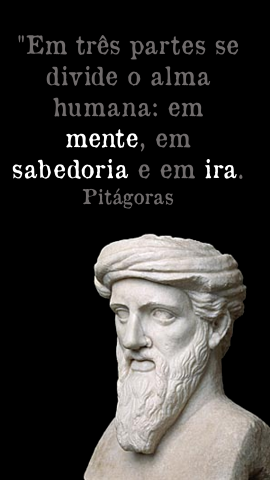 "Em três partes se
divide o alma
humana: em
mente, em
sabedoria e em ira.
Pitágoras